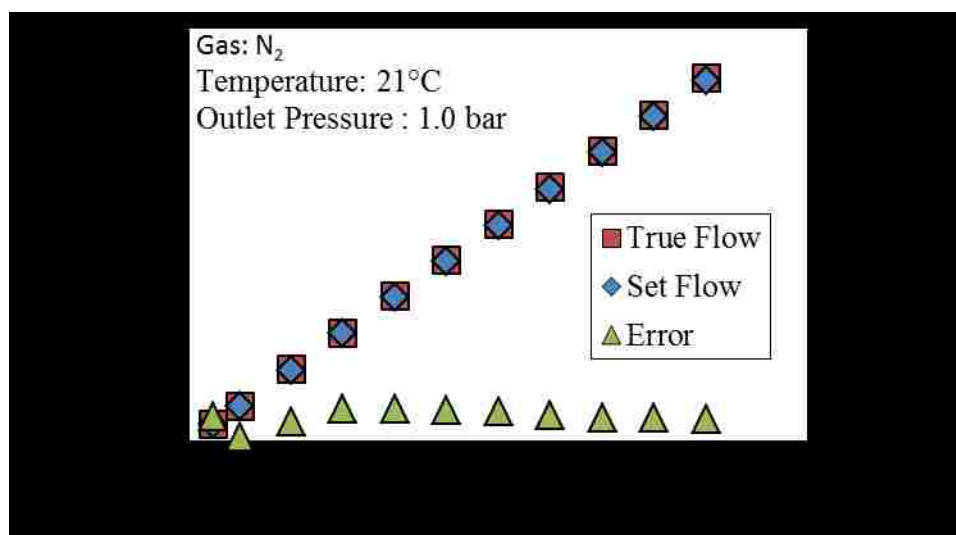 Gas: N₂
Temperature: 21°C
Outlet Pressure : 1.0 bar
True Flow
Set Flow
Error